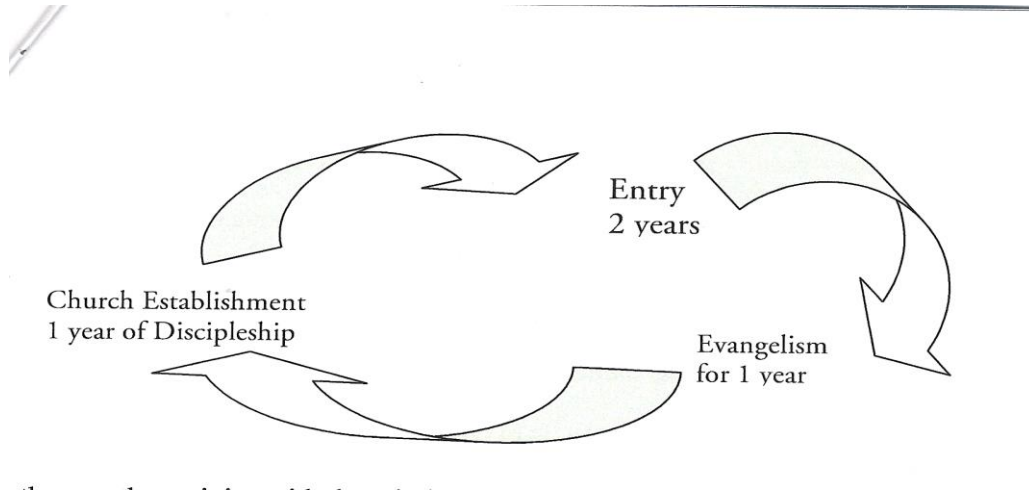 Entry
2 years
Church Establishment
1 year of Discipleship
Evangelism
for 1 year